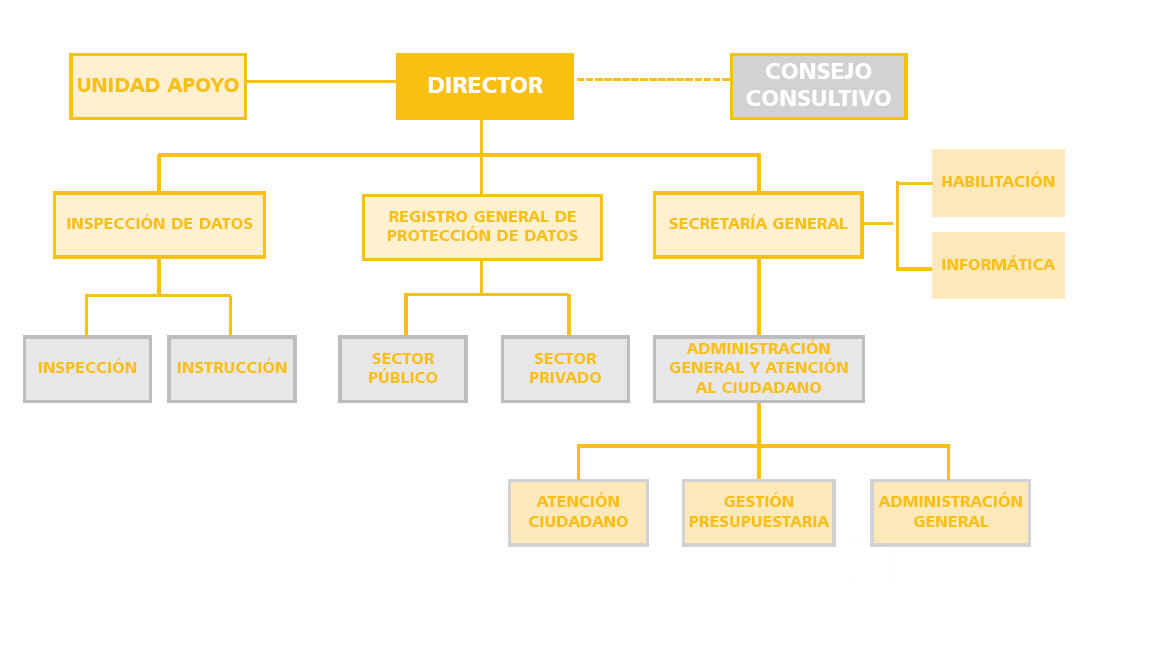 UNIDAD APOYO
DIRECTOR
CONSEJO
CONSULTIVO
HABILITACIÓN
INSPECCIÓN DE DATOS
REGISTRO GENERAL DE
PROTECCIÓN DE DATOS
SECRETARÍA GENERAL
INFORMÁTICA
INSPECCIÓN
INSTRUCCIÓN
SECTOR
PÚBLICO
SECTOR
PRIVADO
ADMINISTRACIÓN
GENERAL Y ATENCIÓN
AL CIUDADANO
ATENCIÓN
CIUDADANO
GESTIÓN
PRESUPUESTARIA
ADMINISTRACIÓN
GENERAL